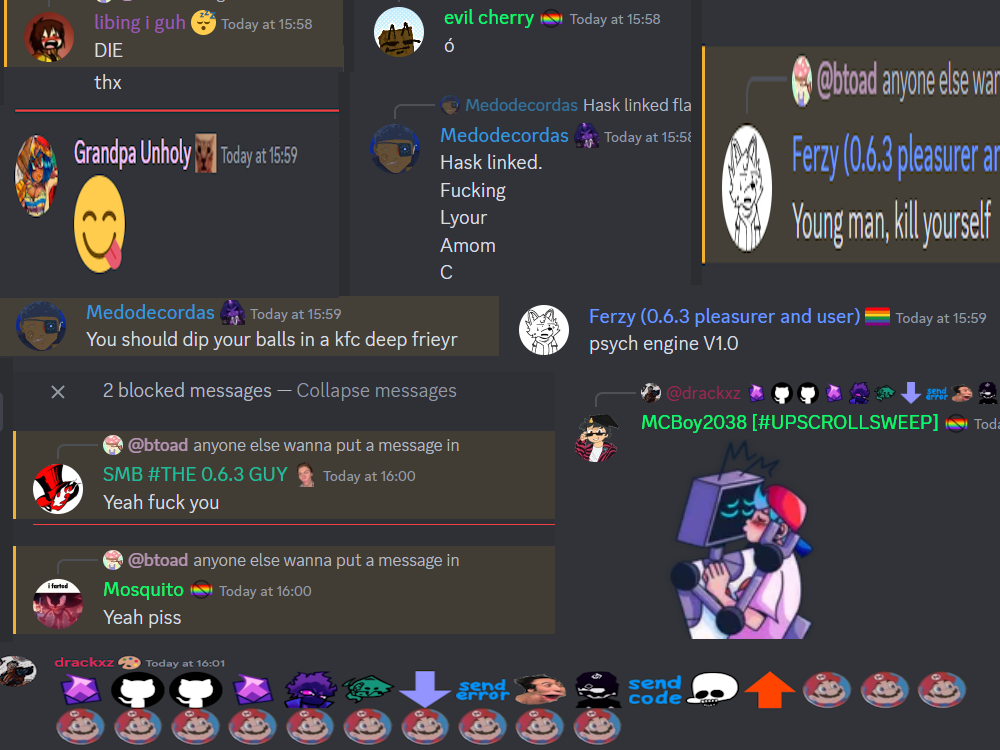 libing i guh Today at 15:58
DIE
thx
Grandpa Unholy Today at 15:59
evil cherry Today at 15:58
ó
Medodecordas Hask linked fla
Medodecordas Today at 15:58
Hask linked.
Fucking
Lyour
Amom
C
@btoad anyone else wan
Ferzy (0.6.3 pleasurer an
Young man, kill yourself
Medodecordas Today at 15:59
You should dip your balls in a kfc deep frieyr
Ferzy (0.6.3 pleasurer and user) Today at 15:59
psych engine V1.0
2 blocked messages — Collapse messages
@btoad anyone else wanna put a message in
SMB #THE 0.6.3 GUY Today at 16:00
Yeah fuck you
@btoad anyone else wanna put a message in
i farted
Mosquito Today at 16:00
Yeah piss
@drackxz send error
MCBoy2038 [#UPSCROLLSWEEP] Toda
drackxz Today at 16:01
send error send code